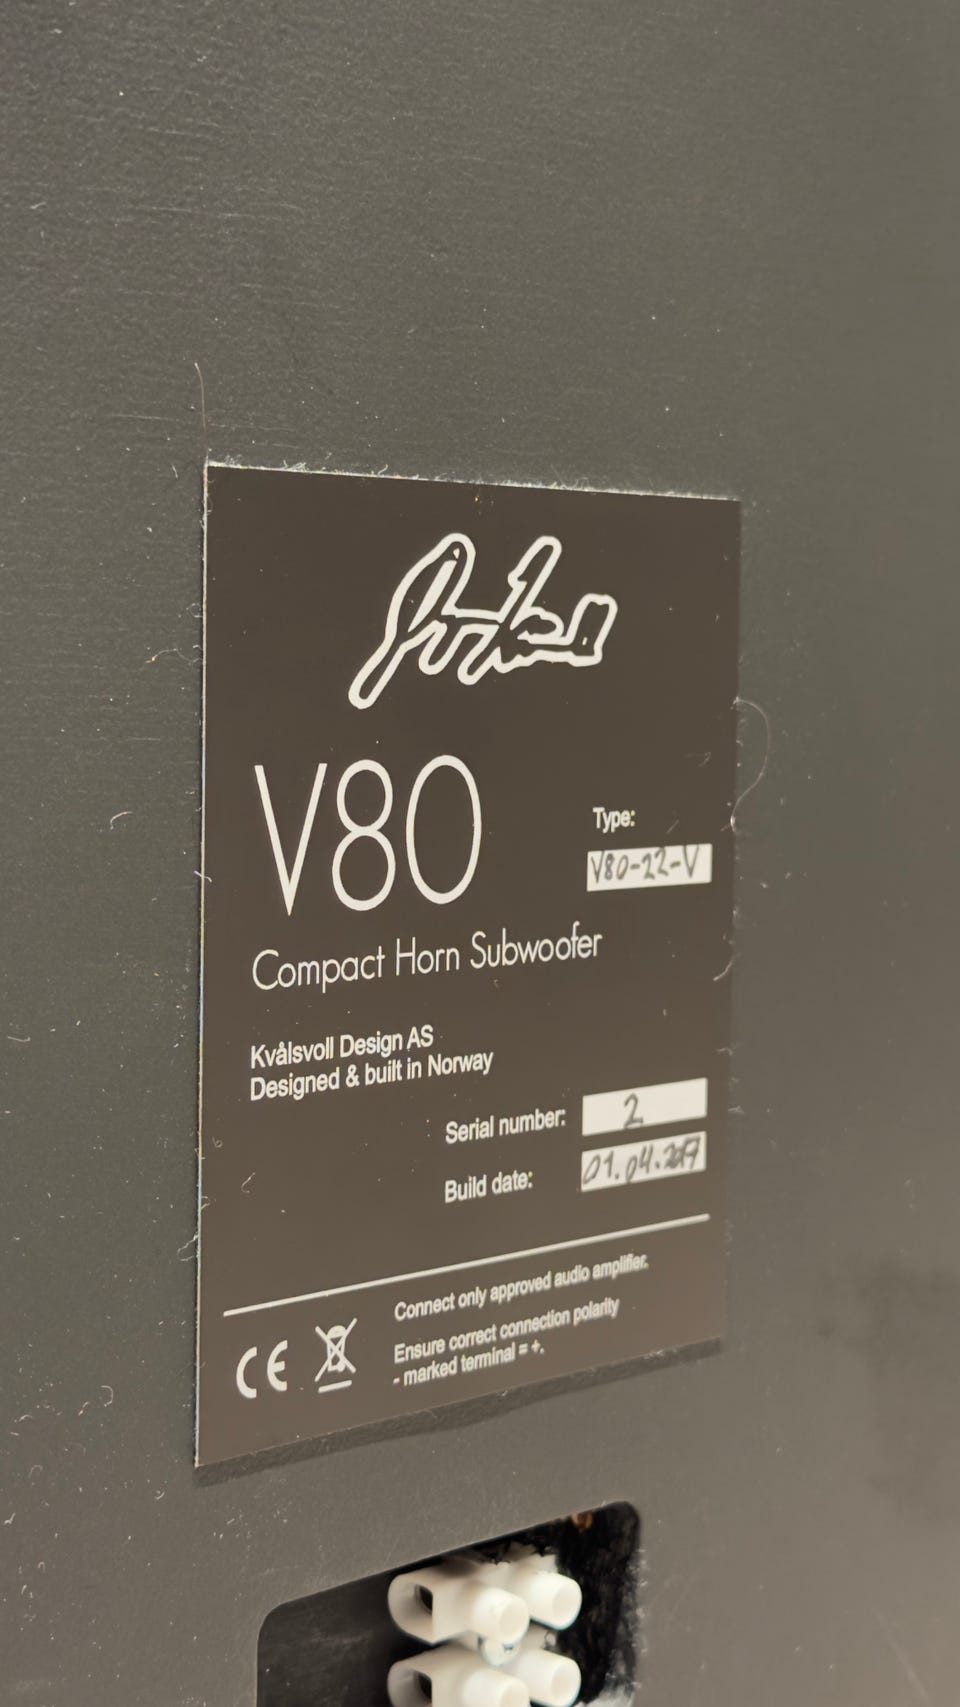 V80
Type:
V80-22-V
Compact Horn Subwoofer
Kvålsvoll Design AS
Designed & built in Norway
Serial number: 2
Build date: 01.04.2017
Connect only approved audio amplifier.
Ensure correct connection polarity
- marked terminal = +.
CE